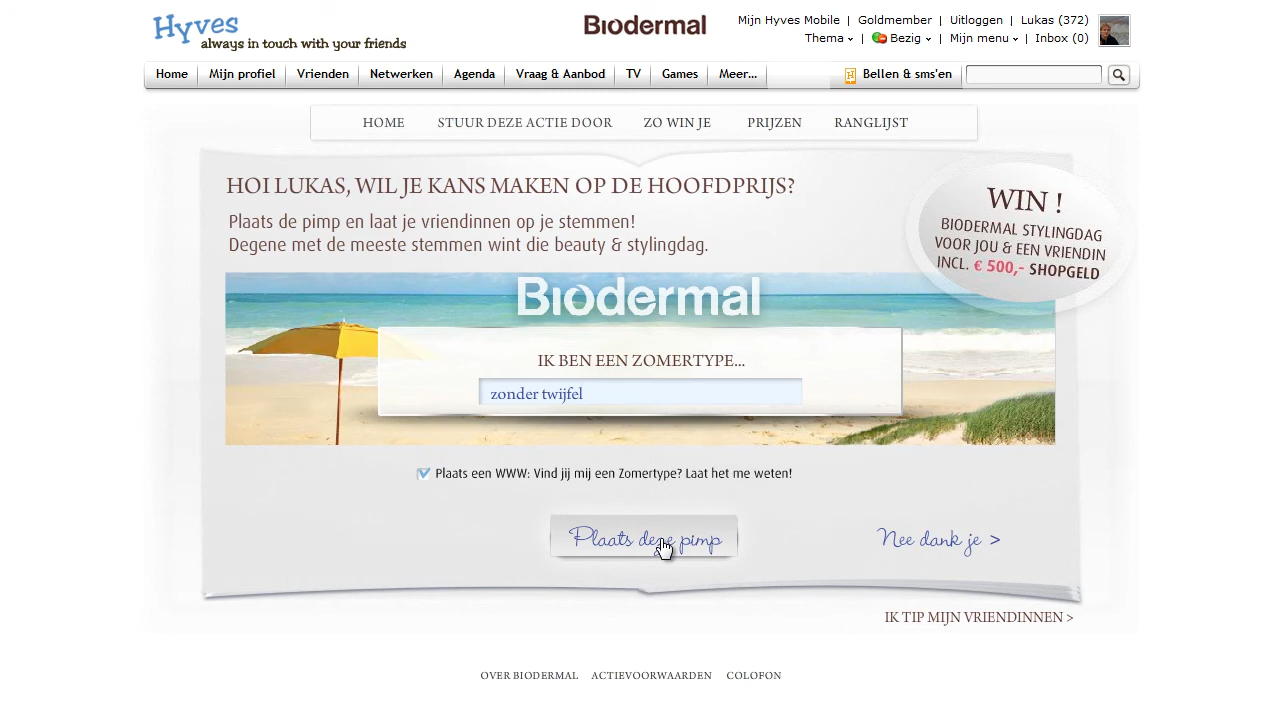 Hyves
always in touch with your friends
Biodermal
Mijn Hyves Mobile | Goldmember | Uitloggen | Lukas (372)
Thema | Bezig | Mijn menu | Inbox (0)
Home Mijn profiel Vrienden Netwerken Agenda Vraag & Aanbod TV Games Meer... Bellen & sms'en
HOME STUUR DEZE ACTIE DOOR ZO WIN JE PRIJZEN RANGLIJST
HOI LUKAS, WIL JE KANS MAKEN OP DE HOOFDPRIJS?
Plaats de pimp en laat je vriendinnen op je stemmen!
Degene met de meeste stemmen wint die beauty & stylingdag.
WIN !
BIODERMAL STYLINGDAG
VOOR JOU & EEN VRIENDIN
INCL. € 500,- SHOPGELD
Biodermal
IK BEN EEN ZOMERTYPE...
zonder twijfel
Plaats een WWW: Vind jij mij een Zomertype? Laat het me weten!
Plaats deze pimp
Nee dank je >
IK TIP MIJN VRIENDINNEN >
OVER BIODERMAL ACTIEVOORWAARDEN COLOFON